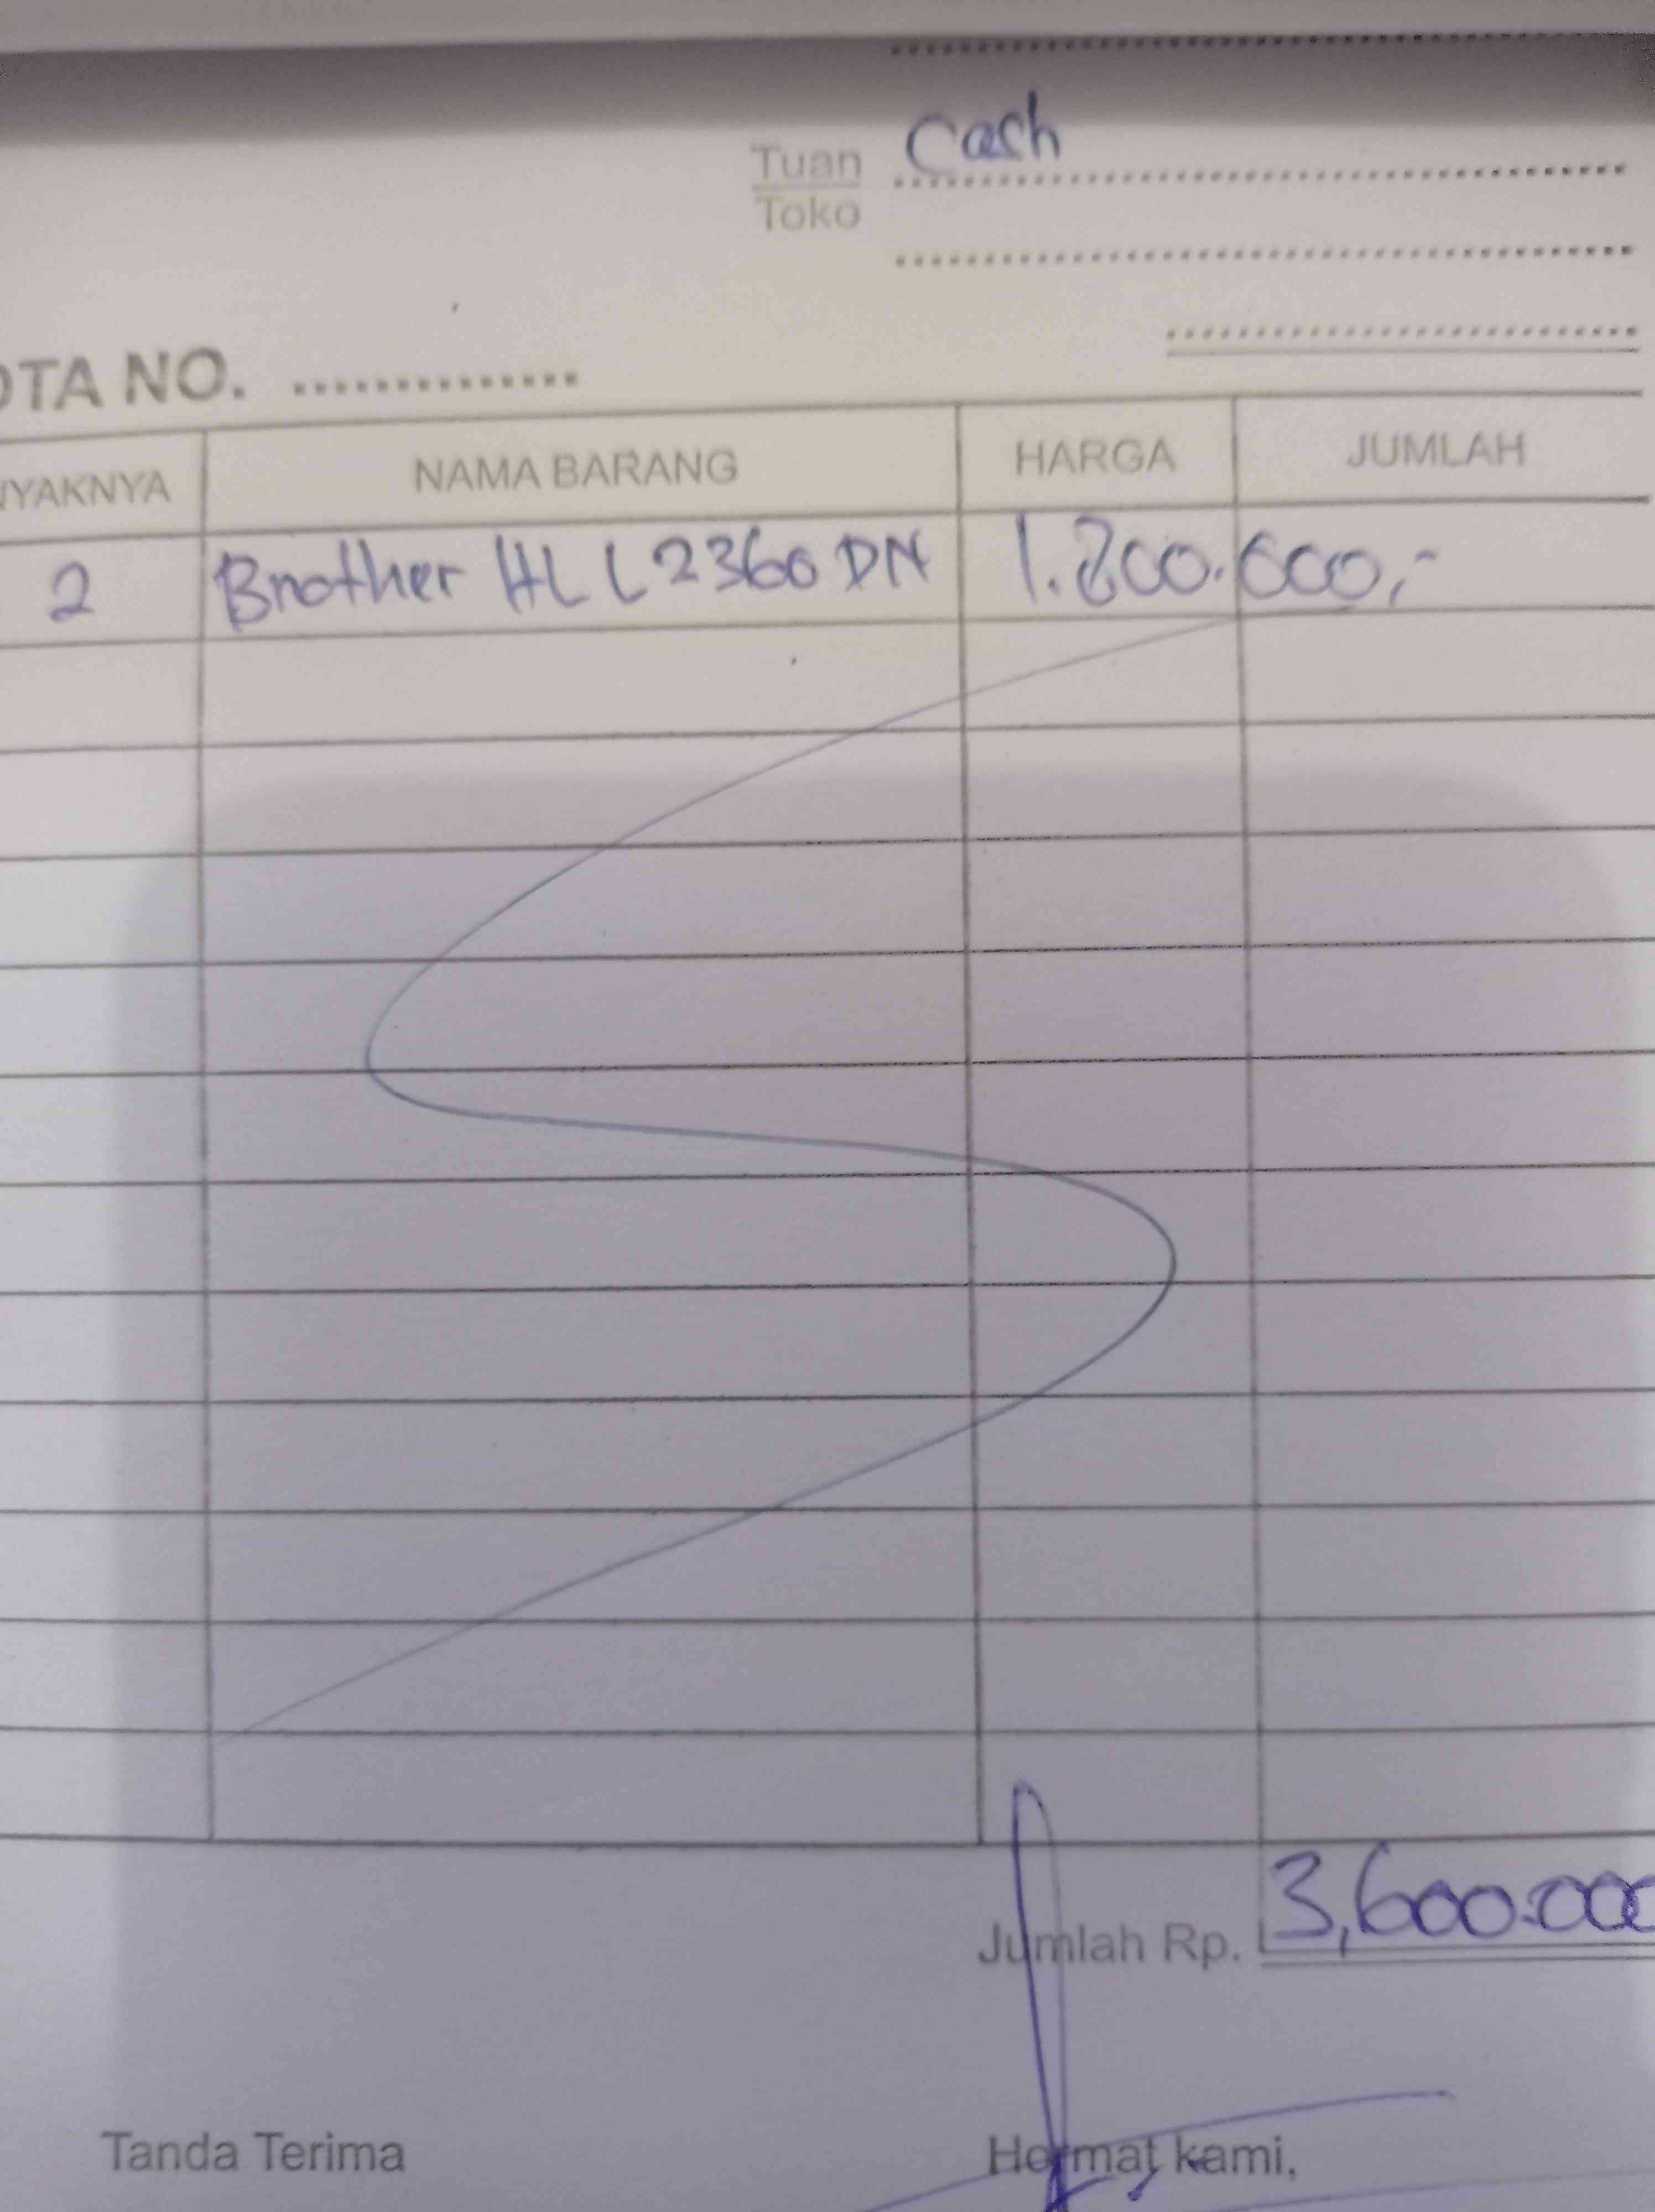 Tuan Cash
Toko
OTA NO. ..............
NYAKNYA NAMA BARANG HARGA JUMLAH
2 Brother HL L2360 DN 1.800.000,-
Jumlah Rp. 3,600.000
Tanda Terima Hormat kami,